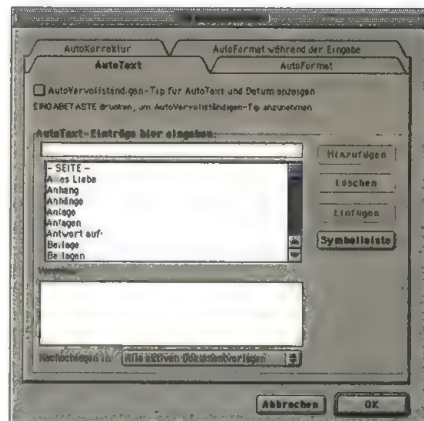 AutoKorrektur
AutoFormat während der Eingabe
AutoText
AutoFormat
AutoVervollständigen-Tip für AutoText und Datum anzeigen
EINGABETASTE drücken, um AutoVervollständigen-Tip anzunehmen
AutoText-Einträge hier eingeben:
Hinzufügen
- SEITE -
Alles Liebe
Löschen
Anhang
Anhänge
Anlage
Einfügen
Anlagen
Antwort auf:
Symbolleiste
Beilage
Beilagen
Vorschau
Nachschlagen in:
Alle aktiven Dokumentvorlagen
Abbrechen
OK